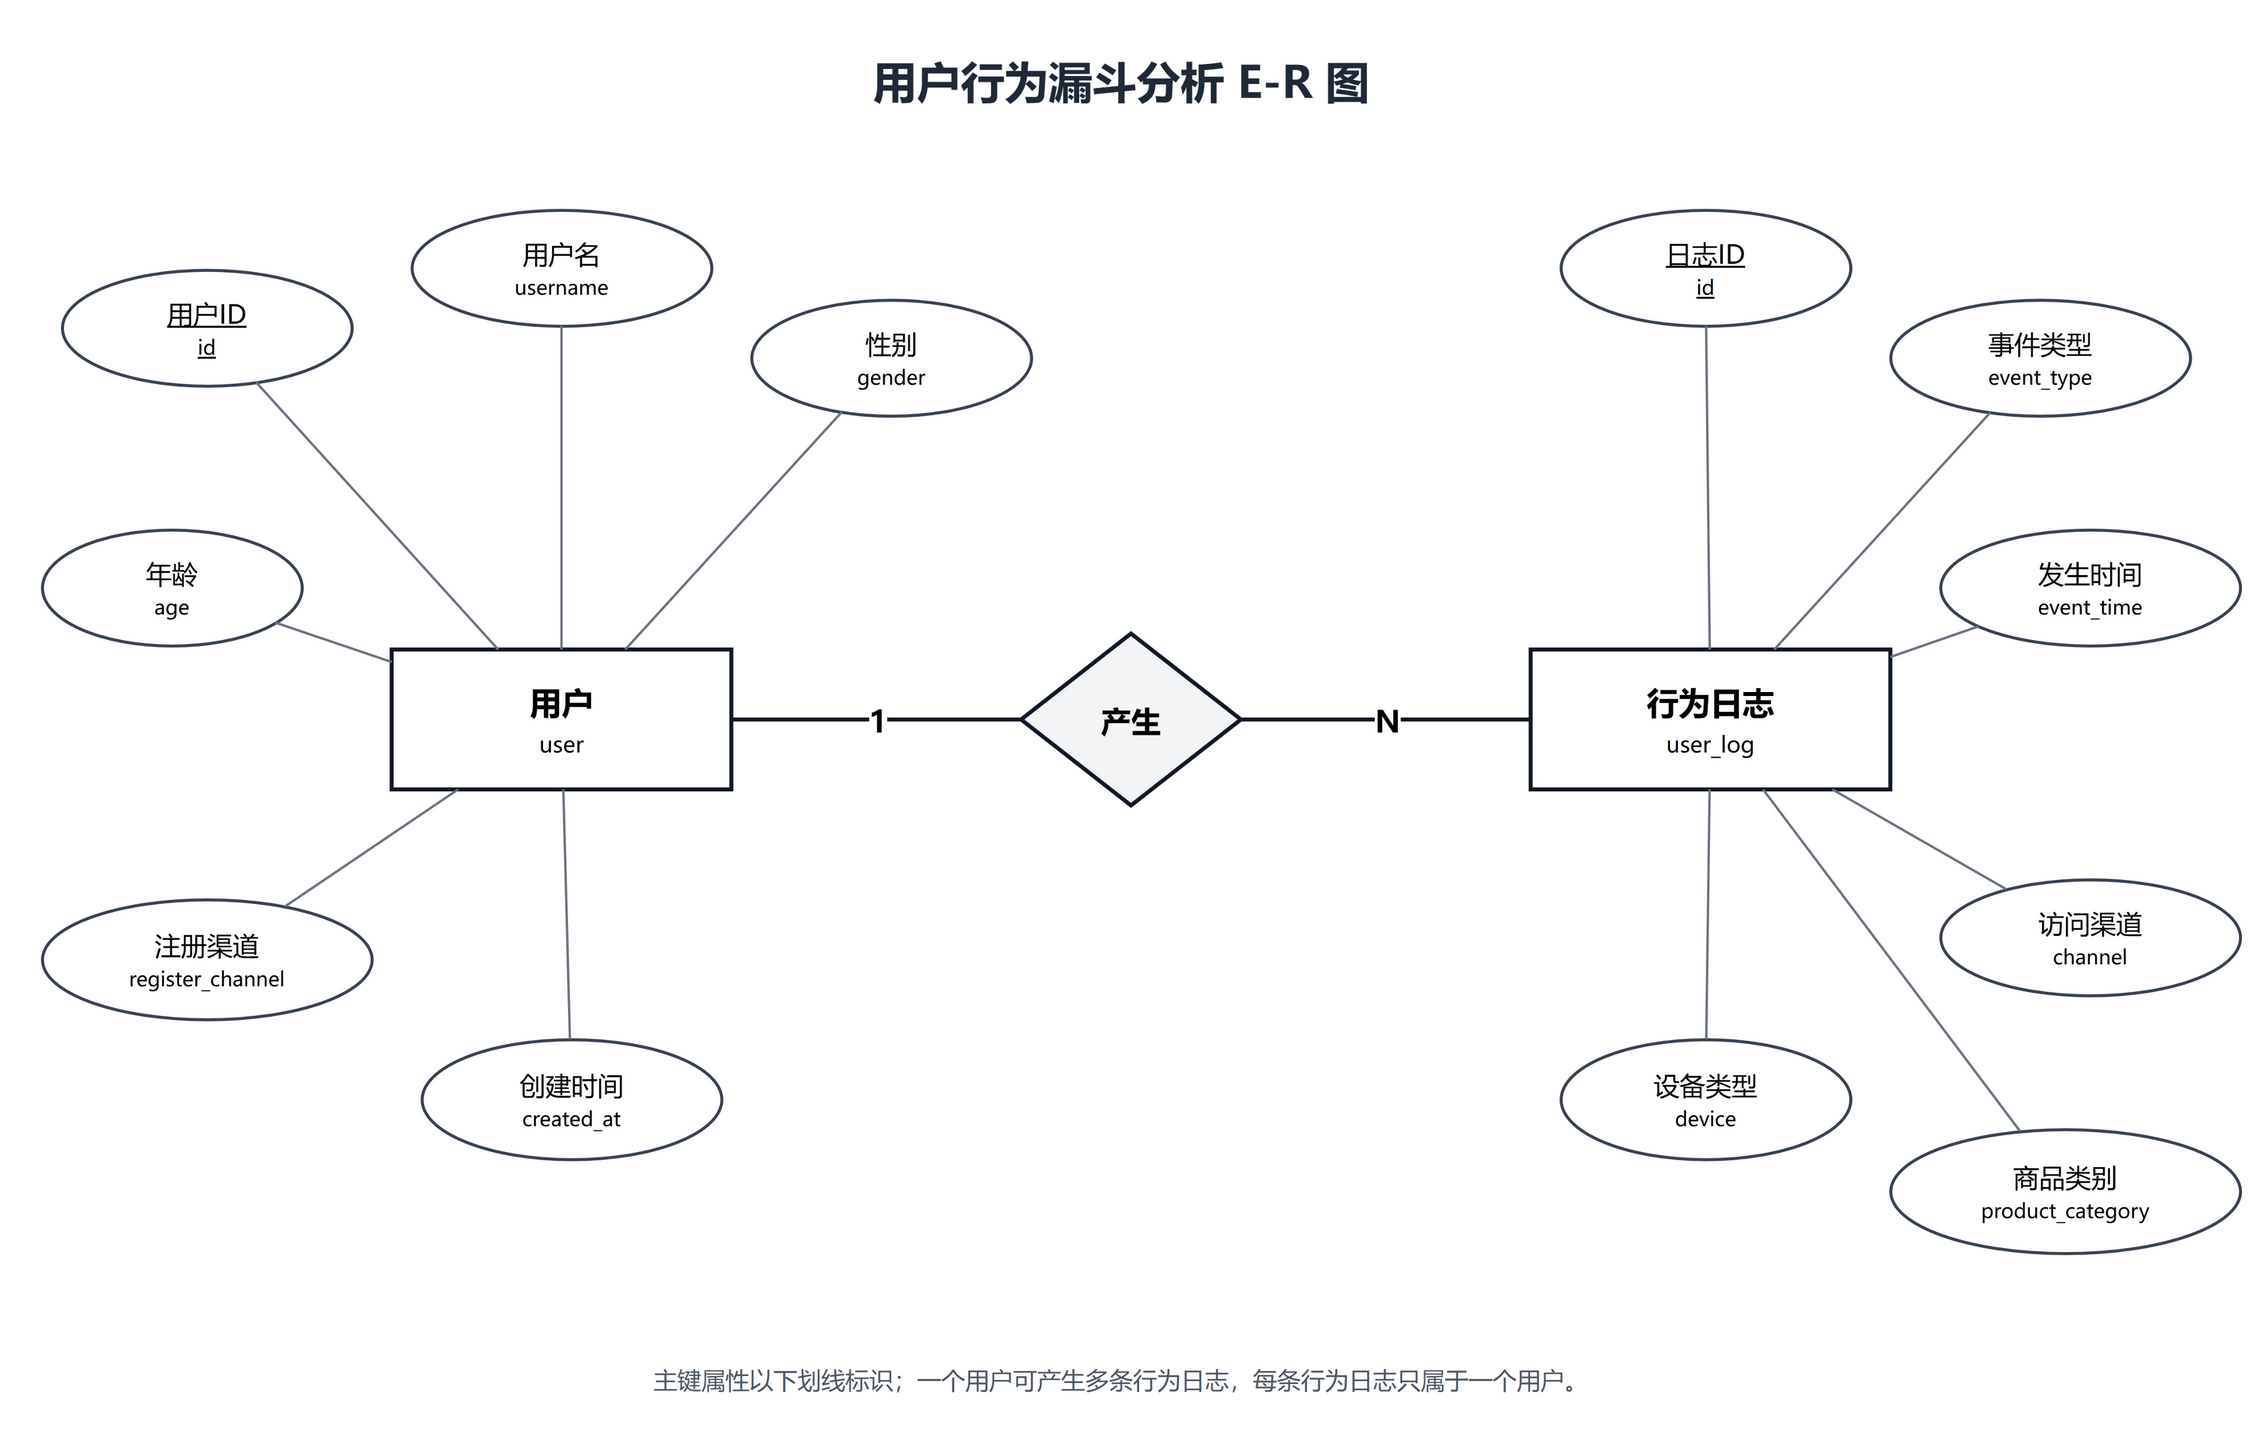 用户行为漏斗分析 E-R 图
用户名
username
日志ID
id
用户ID
id
性别
gender
事件类型
event_type
年龄
age
发生时间
event_time
用户
user
1
产生
N
行为日志
user_log
注册渠道
register_channel
访问渠道
channel
创建时间
created_at
设备类型
device
商品类别
product_category
主键属性以下划线标识；一个用户可产生多条行为日志，每条行为日志只属于一个用户。